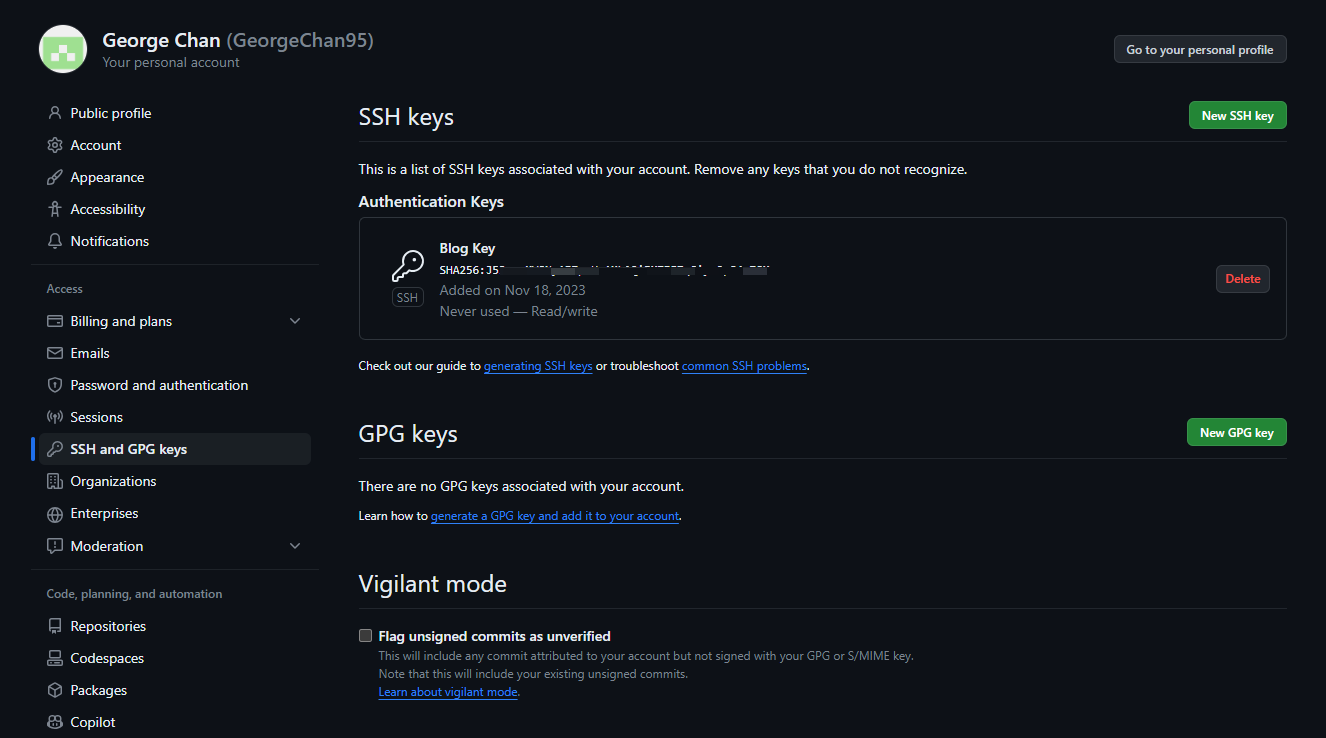 George Chan (GeorgeChan95)
Your personal account
Go to your personal profile
Public profile
Account
Appearance
Accessibility
Notifications
Access
Billing and plans
Emails
Password and authentication
Sessions
SSH and GPG keys
Organizations
Enterprises
Moderation
Code, planning, and automation
Repositories
Codespaces
Packages
Copilot
SSH keys
New SSH key
This is a list of SSH keys associated with your account. Remove any keys that you do not recognize.
Authentication Keys
Blog Key
SSH
Added on Nov 18, 2023
Never used — Read/write
Delete
Check out our guide to generating SSH keys or troubleshoot common SSH problems.
GPG keys
New GPG key
There are no GPG keys associated with your account.
Learn how to generate a GPG key and add it to your account.
Vigilant mode
Flag unsigned commits as unverified
This will include any commit attributed to your account but not signed with your GPG or S/MIME key.
Note that this will include your existing unsigned commits.
Learn about vigilant mode.